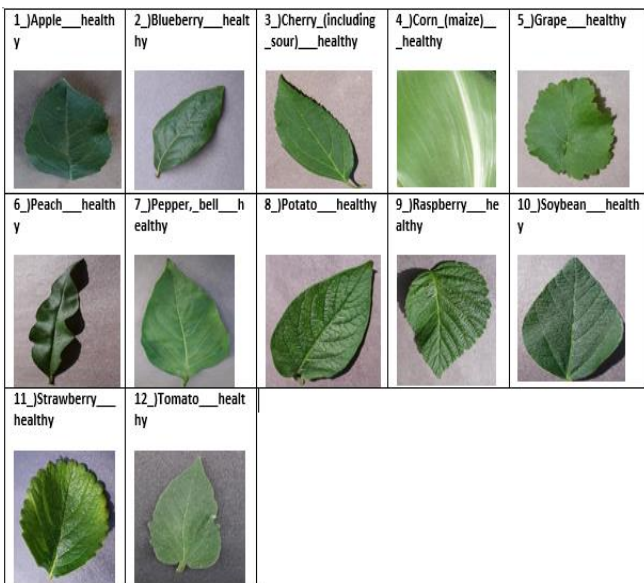 1_)Apple___health
y
2_)Blueberry___healt
hy
3_)Cherry_(including
_sour)___healthy
4_)Corn_(maize)__
_healthy
5_)Grape___healthy
6_)Peach___health
y
7_)Pepper,_bell___h
ealthy
8_)Potato___healthy
9_)Raspberry___he
althy
10_)Soybean___health
y
11_)Strawberry___
healthy
12_)Tomato___healt
hy